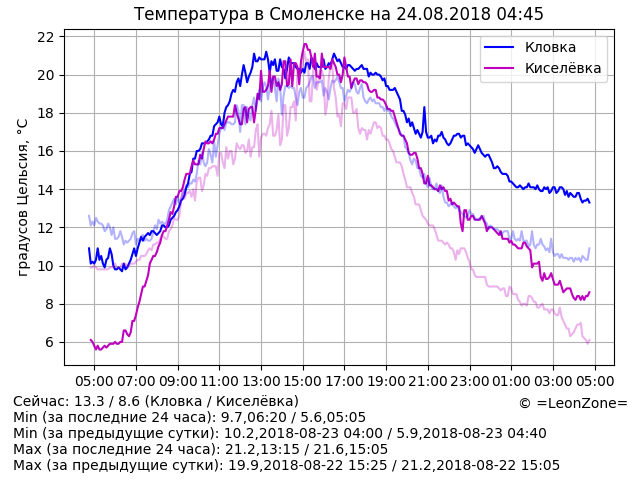 Температура в Смоленске на 24.08.2018 04:45
градусов Цельсия, °C
22
20
18
16
14
12
10
8
6
Кловка
Киселёвка
05:00 07:00 09:00 11:00 13:00 15:00 17:00 19:00 21:00 23:00 01:00 03:00 05:00
Сейчас: 13.3 / 8.6 (Кловка / Киселёвка)
© =LeonZone=
Min (за последние 24 часа): 9.7,06:20 / 5.6,05:05
Min (за предыдущие сутки): 10.2,2018-08-23 04:00 / 5.9,2018-08-23 04:40
Max (за последние 24 часа): 21.2,13:15 / 21.6,15:05
Max (за предыдущие сутки): 19.9,2018-08-22 15:25 / 21.2,2018-08-22 15:05